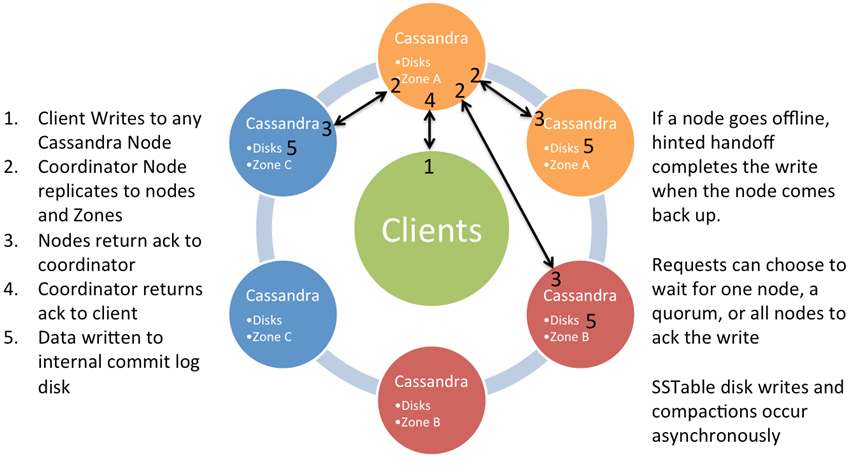 1. Client Writes to any
Cassandra Node
2. Coordinator Node
replicates to nodes
and Zones
3. Nodes return ack to
coordinator
4. Coordinator returns
ack to client
5. Data written to
internal commit log
disk
Cassandra
•Disks
•Zone A
2
2
2
4
Cassandra
3
•Disks 5
•Zone C
3
Cassandra
•Disks 5
•Zone A
1
Clients
Cassandra
•Disks
•Zone C
3
Cassandra
•Disks 5
•Zone B
Cassandra
•Disks
•Zone B
If a node goes offline,
hinted handoff
completes the write
when the node comes
back up.
Requests can choose to
wait for one node, a
quorum, or all nodes to
ack the write
SSTable disk writes and
compactions occur
asynchronously